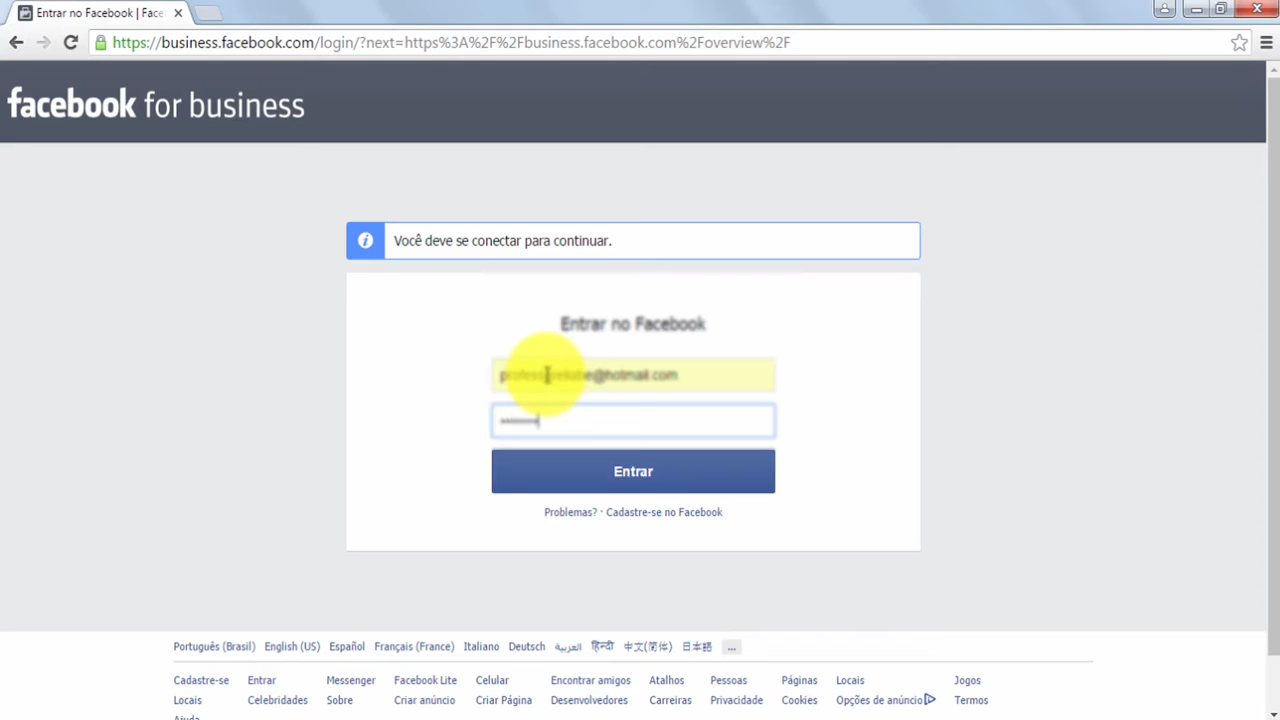 Entrar no Facebook | Face
https://business.facebook.com/login/?next=https%3A%2F%2Fbusiness.facebook.com%2Foverview%2F
facebook for business
Você deve se conectar para continuar.
Entrar no Facebook
Entrar
Problemas? · Cadastre-se no Facebook
Português (Brasil) English (US) Español Français (France) Italiano Deutsch العربية हिन्दी 中文(简体) 日本語 ...
Cadastre-se Entrar Messenger Facebook Lite Celular Encontrar amigos Atalhos Pessoas Páginas Locais Jogos
Locais Celebridades Sobre Criar anúncio Criar Página Desenvolvedores Carreiras Privacidade Cookies Opções de anúncio Termos
Ajuda